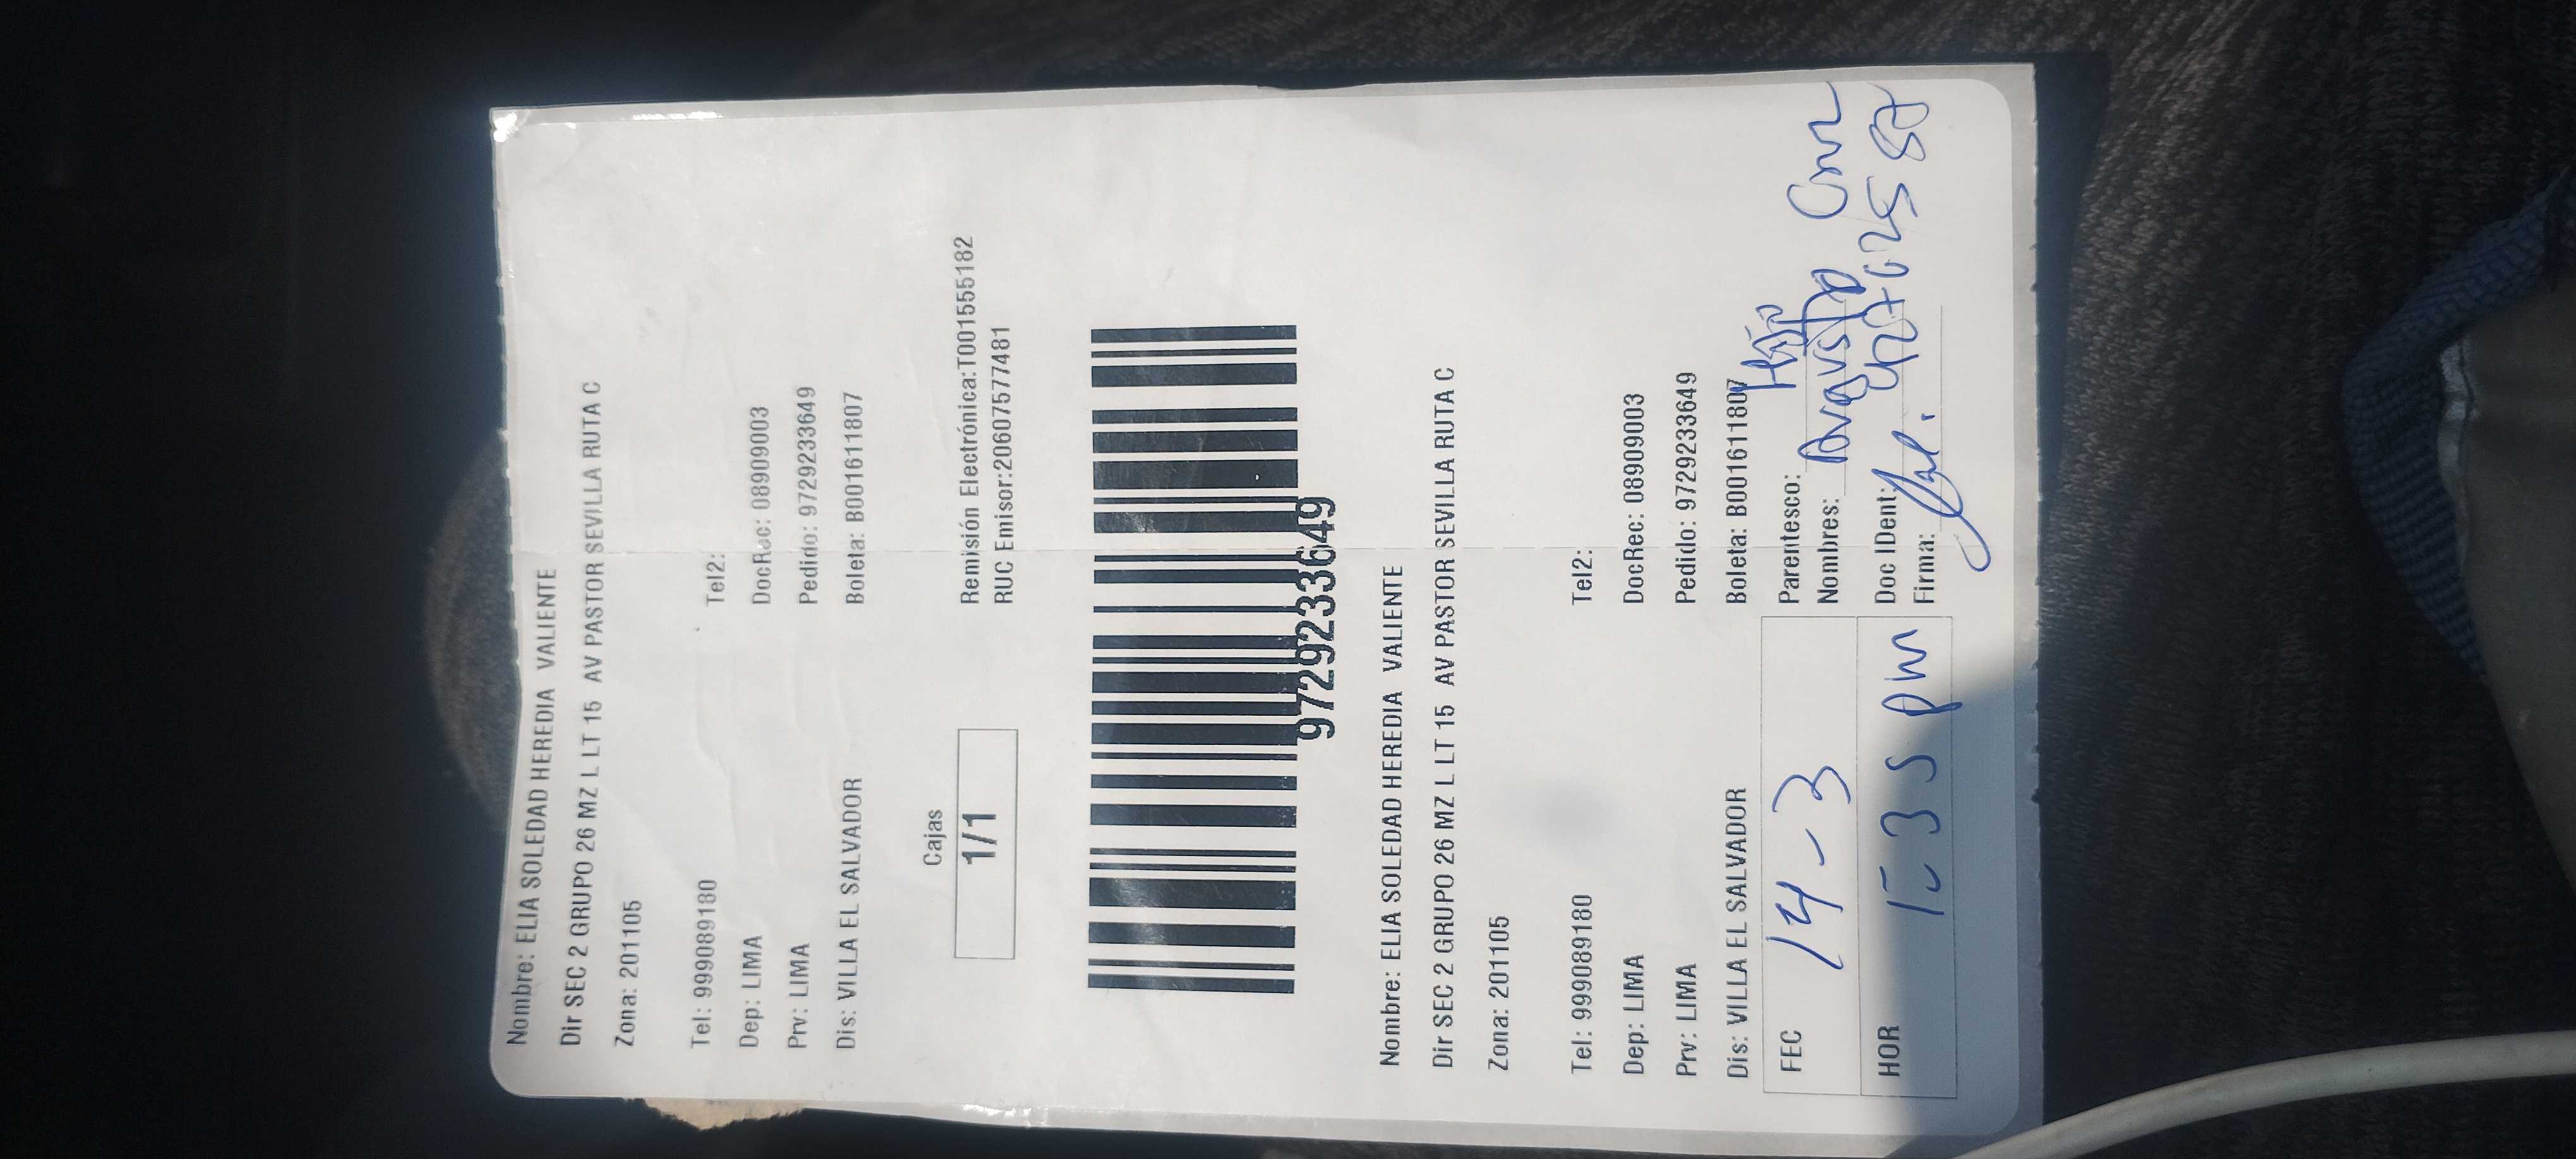 Nombre: ELIA SOLEDAD HEREDIA VALIENTE
Dir SEC 2 GRUPO 26 MZ L LT 15 AV PASTOR SEVILLA RUTA C
Zona: 201105
Tel: 999089180 Tel2:
Dep: LIMA DocRec: 08909003
Prv: LIMA Pedido: 9729233649
Dis: VILLA EL SALVADOR Boleta: B001611807
Cajas
1/1
Remisión Electrónica:T001555182
RUC Emisor:20607577481
9729233649
Nombre: ELIA SOLEDAD HEREDIA VALIENTE
Dir SEC 2 GRUPO 26 MZ L LT 15 AV PASTOR SEVILLA RUTA C
Zona: 201105
Tel: 999089180 Tel2:
Dep: LIMA DocRec: 08909003
Prv: LIMA Pedido: 9729233649
Dis: VILLA EL SALVADOR Boleta: B001611807
FEC 14-3
Parentesco: Hijo
Nombres: Augusto
HOR pm
Doc IDent:
Firma: